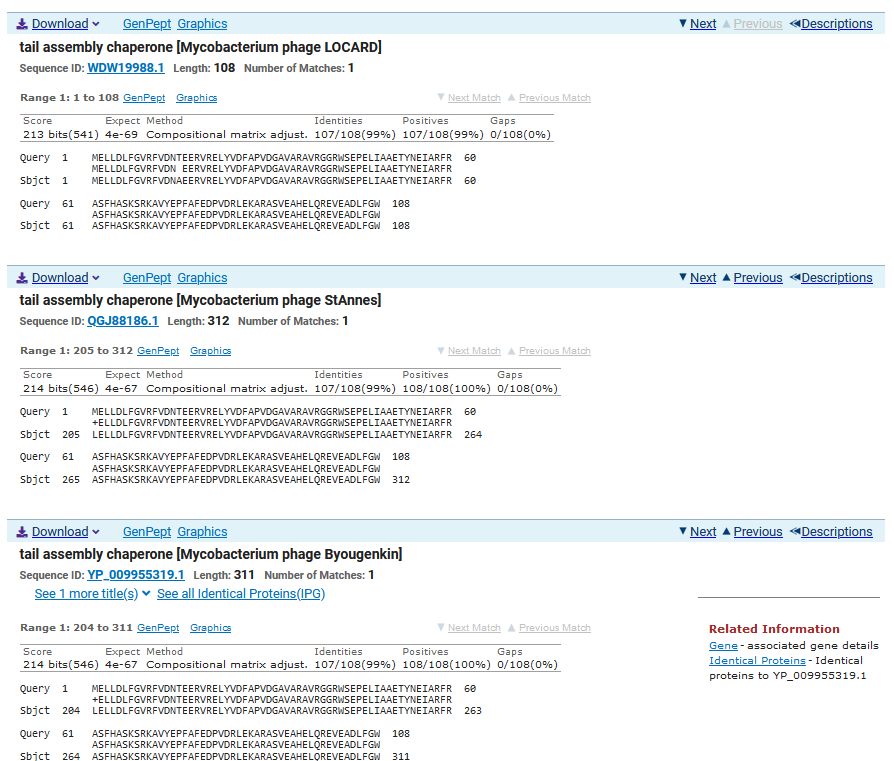 Download GenPept Graphics Next Previous Descriptions
tail assembly chaperone [Mycobacterium phage LOCARD]
Sequence ID: WDW19988.1 Length: 108 Number of Matches: 1
Range 1: 1 to 108 GenPept Graphics Next Match Previous Match
Score Expect Method Identities Positives Gaps
213 bits(541) 4e-69 Compositional matrix adjust. 107/108(99%) 107/108(99%) 0/108(0%)
Query 1 MELLDLFGVRFVDNTEERVRELYVDFAPVDGAVARAVRGGRWSEPELIAAETYNEIARFR 60
MELLDLFGVRFVDN EERVRELYVDFAPVDGAVARAVRGGRWSEPELIAAETYNEIARFR
Sbjct 1 MELLDLFGVRFVDNAEERVRELYVDFAPVDGAVARAVRGGRWSEPELIAAETYNEIARFR 60
Query 61 ASFHASKSRKAVYEPFAFEDPVDRLEKARASVEAHELQREVEADLFGW 108
ASFHASKSRKAVYEPFAFEDPVDRLEKARASVEAHELQREVEADLFGW
Sbjct 61 ASFHASKSRKAVYEPFAFEDPVDRLEKARASVEAHELQREVEADLFGW 108
Download GenPept Graphics Next Previous Descriptions
tail assembly chaperone [Mycobacterium phage StAnnes]
Sequence ID: QGJ88186.1 Length: 312 Number of Matches: 1
Range 1: 205 to 312 GenPept Graphics Next Match Previous Match
Score Expect Method Identities Positives Gaps
214 bits(546) 4e-67 Compositional matrix adjust. 107/108(99%) 108/108(100%) 0/108(0%)
Query 1 MELLDLFGVRFVDNTEERVRELYVDFAPVDGAVARAVRGGRWSEPELIAAETYNEIARFR 60
+ELLDLFGVRFVDNTEERVRELYVDFAPVDGAVARAVRGGRWSEPELIAAETYNEIARFR
Sbjct 205 LELLDLFGVRFVDNTEERVRELYVDFAPVDGAVARAVRGGRWSEPELIAAETYNEIARFR 264
Query 61 ASFHASKSRKAVYEPFAFEDPVDRLEKARASVEAHELQREVEADLFGW 108
ASFHASKSRKAVYEPFAFEDPVDRLEKARASVEAHELQREVEADLFGW
Sbjct 265 ASFHASKSRKAVYEPFAFEDPVDRLEKARASVEAHELQREVEADLFGW 312
Download GenPept Graphics Next Previous Descriptions
tail assembly chaperone [Mycobacterium phage Byougenkin]
Sequence ID: YP_009955319.1 Length: 311 Number of Matches: 1
See 1 more title(s) See all Identical Proteins(IPG)
Range 1: 204 to 311 GenPept Graphics Next Match Previous Match
Score Expect Method Identities Positives Gaps
214 bits(546) 4e-67 Compositional matrix adjust. 107/108(99%) 108/108(100%) 0/108(0%)
Query 1 MELLDLFGVRFVDNTEERVRELYVDFAPVDGAVARAVRGGRWSEPELIAAETYNEIARFR 60
+ELLDLFGVRFVDNTEERVRELYVDFAPVDGAVARAVRGGRWSEPELIAAETYNEIARFR
Sbjct 204 LELLDLFGVRFVDNTEERVRELYVDFAPVDGAVARAVRGGRWSEPELIAAETYNEIARFR 263
Query 61 ASFHASKSRKAVYEPFAFEDPVDRLEKARASVEAHELQREVEADLFGW 108
ASFHASKSRKAVYEPFAFEDPVDRLEKARASVEAHELQREVEADLFGW
Sbjct 264 ASFHASKSRKAVYEPFAFEDPVDRLEKARASVEAHELQREVEADLFGW 311
Related Information
Gene - associated gene details
Identical Proteins - Identical
proteins to YP_009955319.1